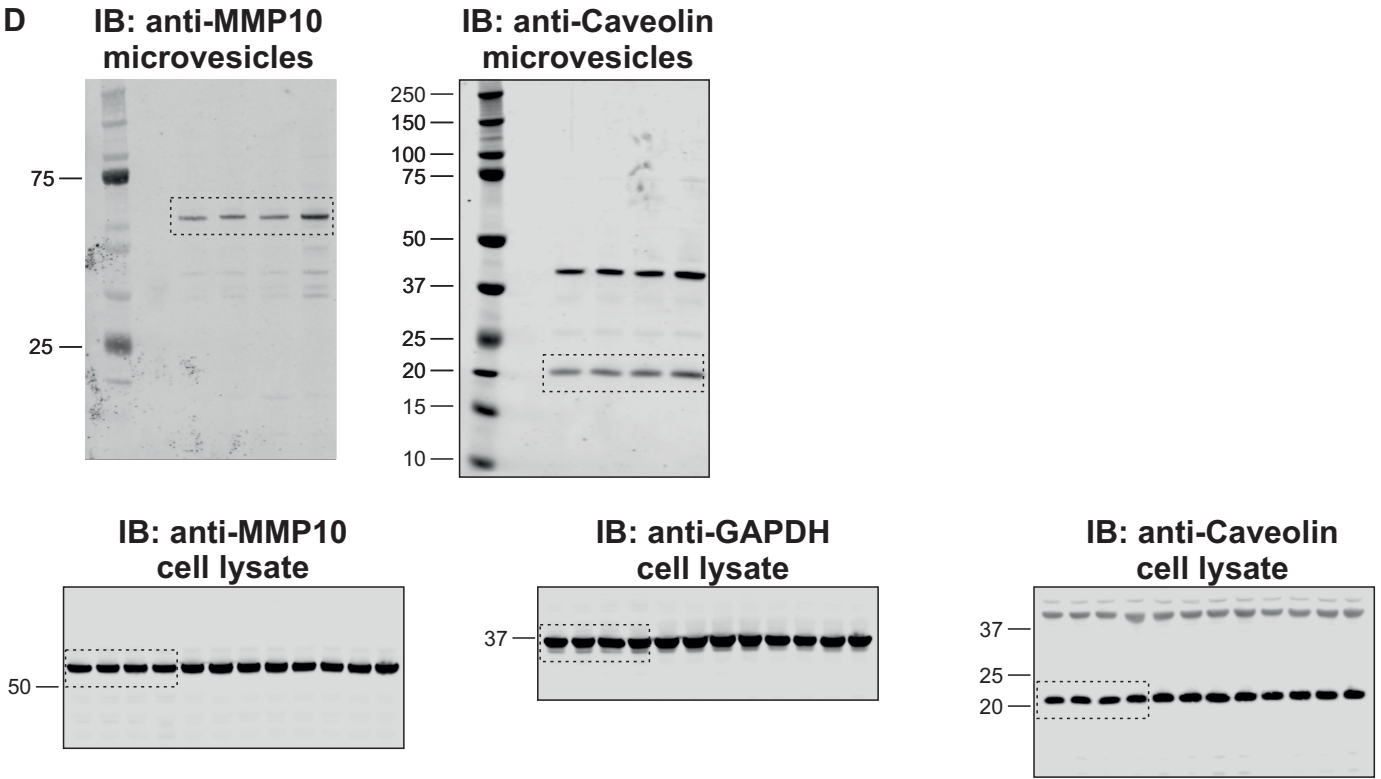 D
IB: anti-MMP10
microvesicles
75
25
IB: anti-Caveolin
microvesicles
250
150
100
75
50
37
25
20
15
10
IB: anti-MMP10
cell lysate
50
IB: anti-GAPDH
cell lysate
37
IB: anti-Caveolin
cell lysate
37
25
20